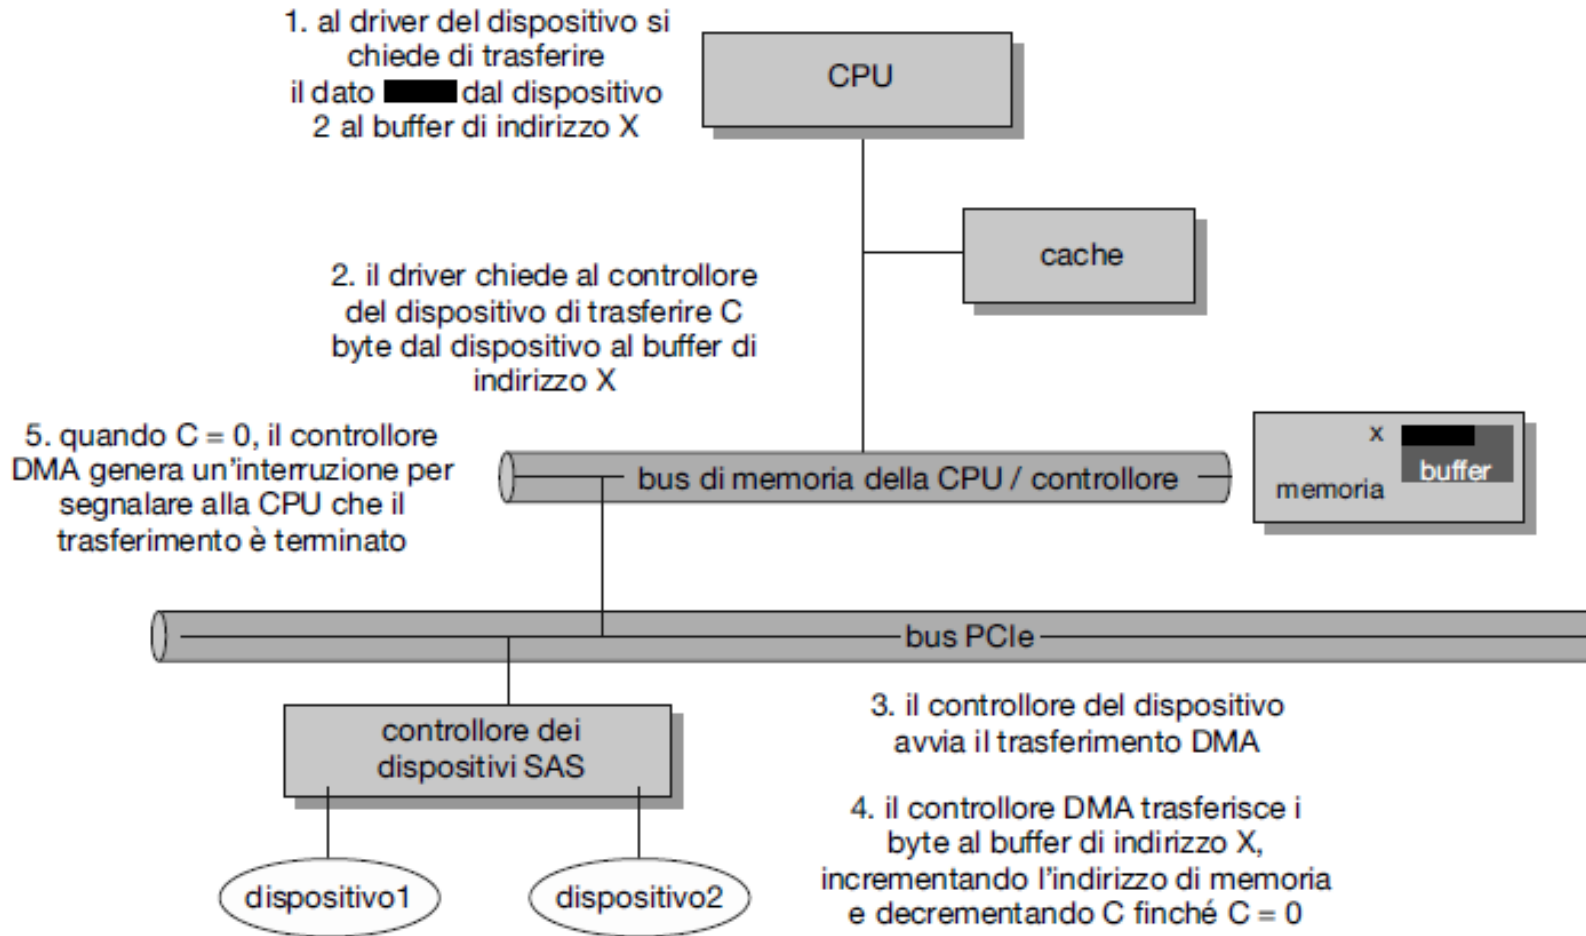 1. al driver del dispositivo si
chiede di trasferire
il dato dal dispositivo
2 al buffer di indirizzo X
CPU
cache
2. il driver chiede al controllore
del dispositivo di trasferire C
byte dal dispositivo al buffer di
indirizzo X
5. quando C = 0, il controllore
DMA genera un'interruzione per
segnalare alla CPU che il
trasferimento è terminato
bus di memoria della CPU / controllore
x
buffer
memoria
bus PCIe
controllore dei
dispositivi SAS
3. il controllore del dispositivo
avvia il trasferimento DMA
4. il controllore DMA trasferisce i
byte al buffer di indirizzo X,
incrementando l'indirizzo di memoria
e decrementando C finché C = 0
dispositivo1
dispositivo2